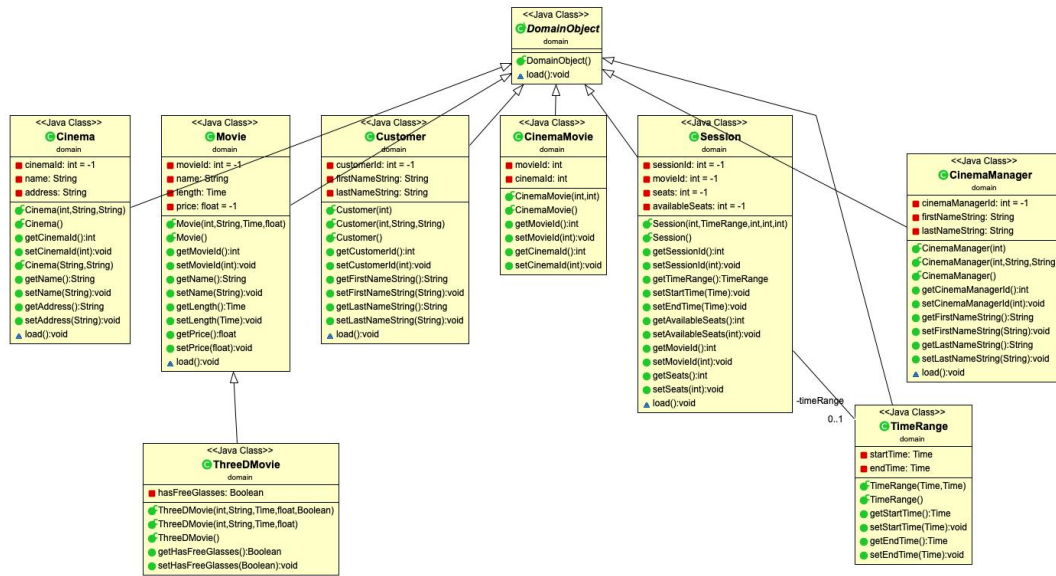 <<Java Class>>
DomainObject
domain
DomainObject()
load():void
<<Java Class>>
Cinema
domain
cinemaId: int = -1
name: String
address: String
Cinema(int,String,String)
Cinema()
getCinemaId():int
setCinemaId(int):void
Cinema(String,String)
getName():String
setName(String):void
getAddress():String
setAddress(String):void
load():void
<<Java Class>>
Movie
domain
movieId: int = -1
name: String
length: Time
price: float = -1
Movie(int,String,Time,float)
Movie()
getMovieId():int
setMovieId(int):void
getName():String
setName(String):void
getLength():Time
setLength(Time):void
getPrice():float
setPrice(float):void
load():void
<<Java Class>>
Customer
domain
customerId: int = -1
firstNameString: String
lastNameString: String
Customer(int)
Customer(int,String,String)
Customer()
getCustomerId():int
setCustomerId(int):void
getFirstNameString():String
setFirstNameString(String):void
getLastNameString():String
setLastNameString(String):void
load():void
<<Java Class>>
CinemaMovie
domain
movieId: int
cinemaId: int
CinemaMovie(int,int)
CinemaMovie()
getMovieId():int
setMovieId(int):void
getCinemaId():int
setCinemaId(int):void
<<Java Class>>
Session
domain
sessionId: int = -1
movieId: int = -1
seats: int = -1
availableSeats: int = -1
Session(int,TimeRange,int,int,int)
Session()
getSessionId():int
setSessionId(int):void
getTimeRange():TimeRange
setStartTime(Time):void
setEndTime(Time):void
getAvailableSeats():int
setAvailableSeats(int):void
getMovieId():int
setMovieId(int):void
getSeats():int
setSeats(int):void
load():void
<<Java Class>>
CinemaManager
domain
cinemaManagerId: int = -1
firstNameString: String
lastNameString: String
CinemaManager(int)
CinemaManager(int,String,String)
CinemaManager()
getCinemaManagerId():int
setCinemaManagerId(int):void
getFirstNameString():String
setFirstNameString(String):void
getLastNameString():String
setLastNameString(String):void
load():void
-timeRange
0..1
<<Java Class>>
ThreeDMovie
domain
hasFreeGlasses: Boolean
ThreeDMovie(int,String,Time,float,Boolean)
ThreeDMovie(int,String,Time,float)
ThreeDMovie()
getHasFreeGlasses():Boolean
setHasFreeGlasses(Boolean):void
<<Java Class>>
TimeRange
domain
startTime: Time
endTime: Time
TimeRange(Time,Time)
TimeRange()
getStartTime():Time
setStartTime(Time):void
getEndTime():Time
setEndTime(Time):void